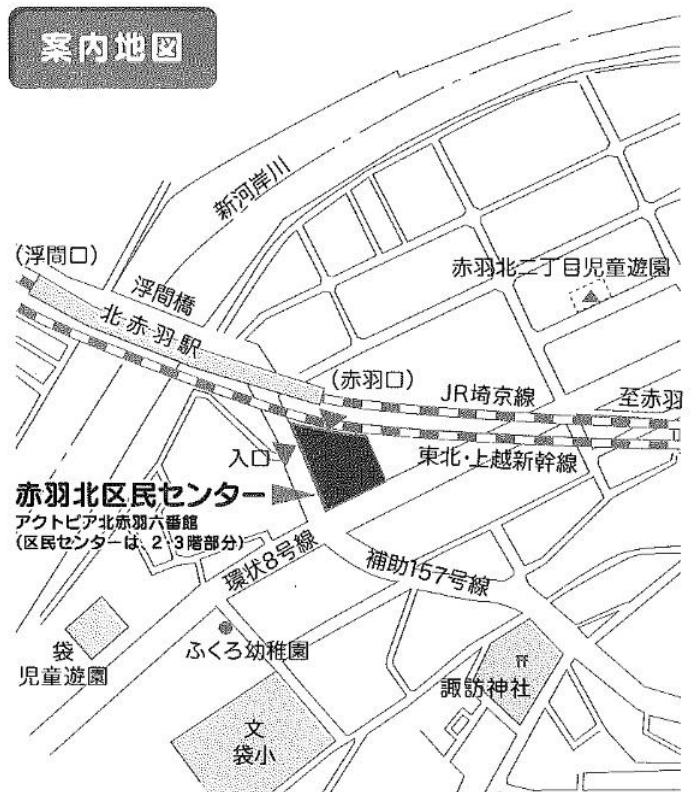 案内地図
新河岸川
(浮間口)
浮間橋
北赤羽駅
赤羽北二丁目児童遊園
(赤羽口)
JR埼京線
至赤羽
入口
東北・上越新幹線
赤羽北区民センター
アクトピア北赤羽六番館
(区民センターは、2・3階部分)
環状8号線
補助157号線
袋
児童遊園
ふくろ幼稚園
諏訪神社
文
袋小